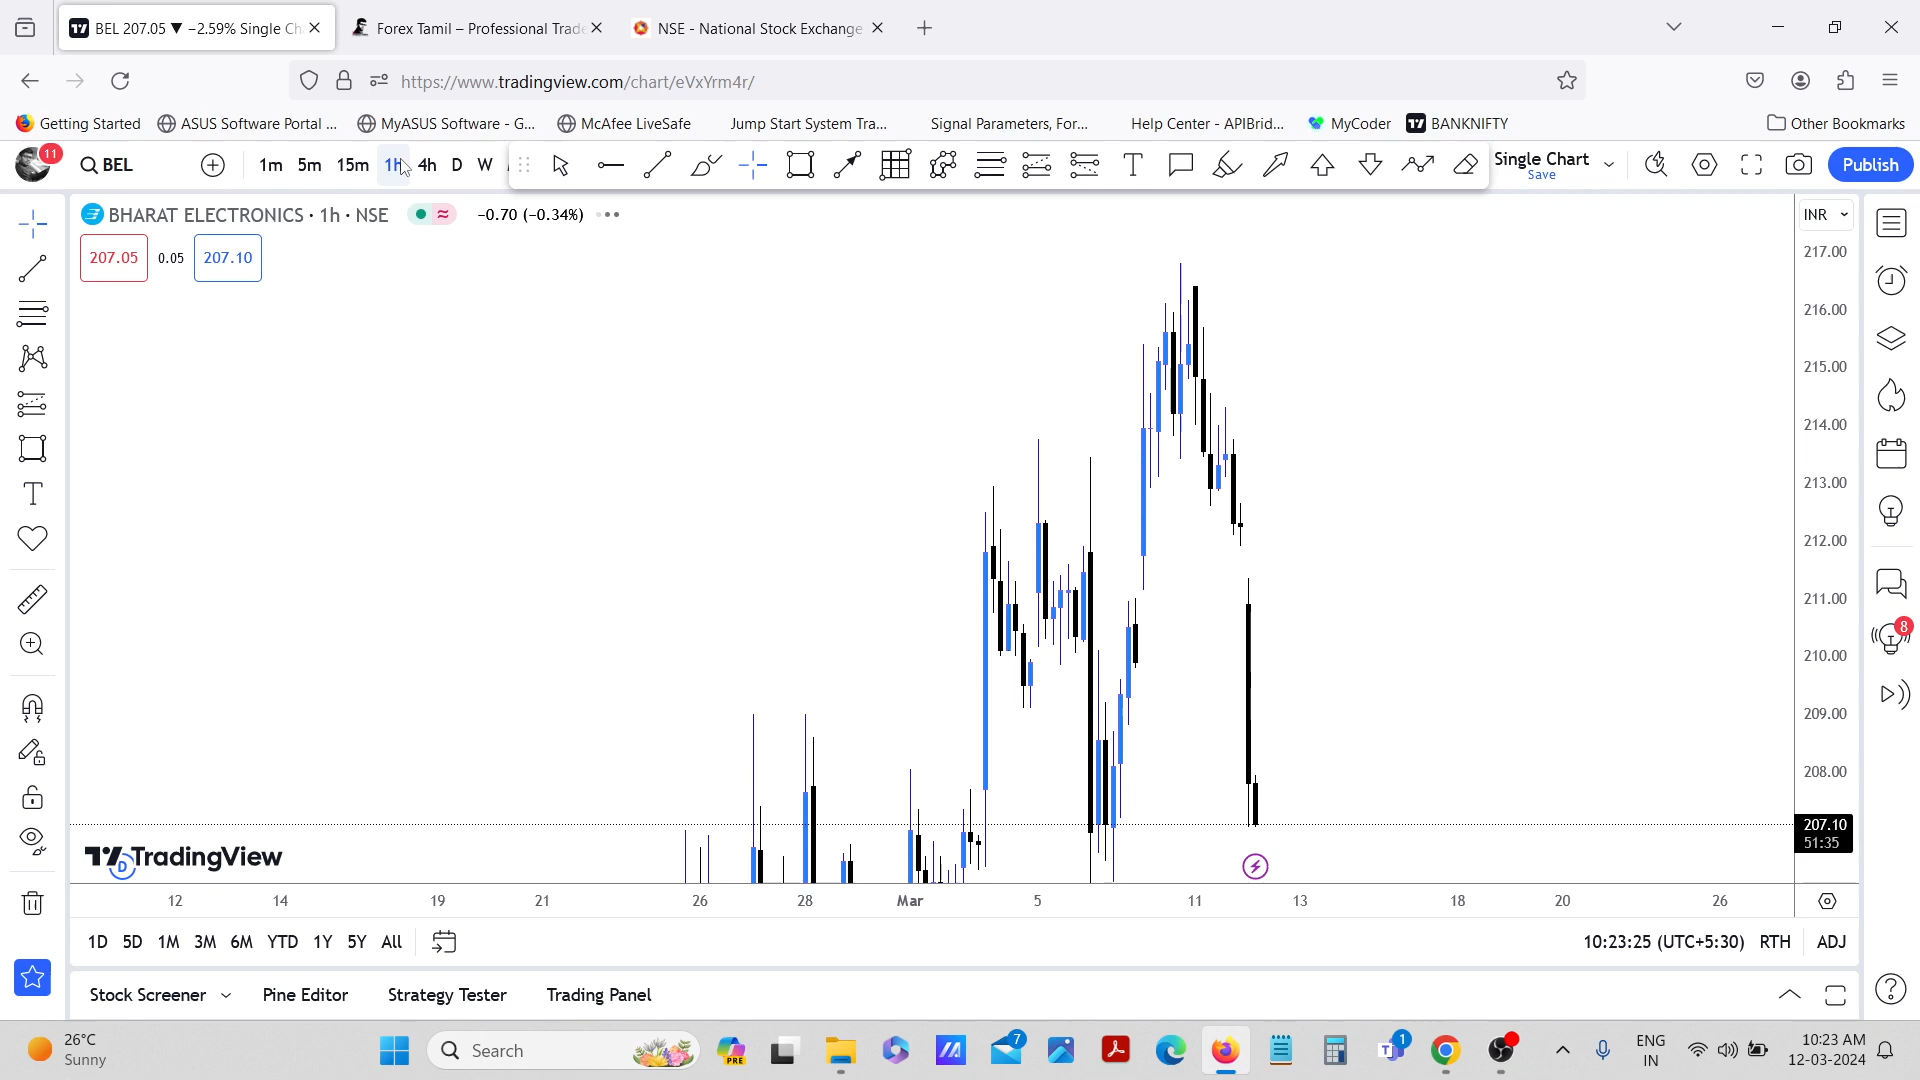 BEL 207.05 ▼ −2.59% Single Ch
Forex Tamil – Professional Trade
NSE - National Stock Exchange
https://www.tradingview.com/chart/eVxYrm4r/
Getting Started
ASUS Software Portal ...
MyASUS Software - G...
McAfee LiveSafe
Jump Start System Tra...
Signal Parameters, For...
Help Center - APIBrid...
MyCoder
BANKNIFTY
Other Bookmarks
11
BEL
1m 5m 15m 1h 4h D W
Single Chart
Save
Publish
BHARAT ELECTRONICS · 1h · NSE
−0.70 (−0.34%)
INR
207.05
0.05
207.10
217.00
216.00
215.00
214.00
213.00
212.00
211.00
210.00
209.00
208.00
207.10
51:35
8
TradingView
D
12 14 19 21 26 28 Mar 5 11 13 18 20 26
1D 5D 1M 3M 6M YTD 1Y 5Y All
10:23:25 (UTC+5:30) RTH ADJ
Stock Screener
Pine Editor
Strategy Tester
Trading Panel
26°C
Sunny
Search
PRE
7
1
ENG
IN
10:23 AM
12-03-2024